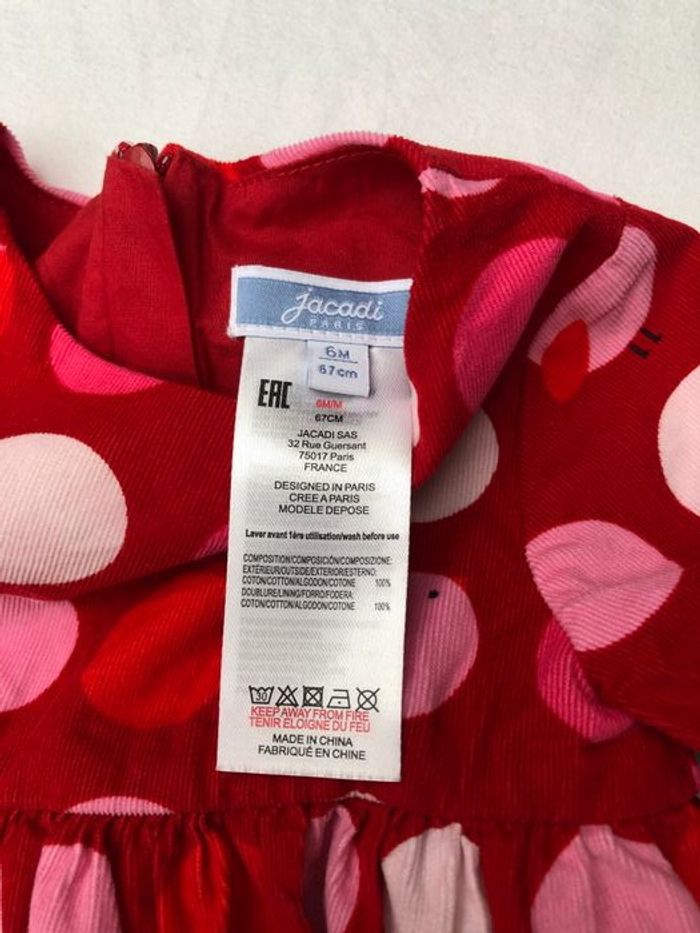 jacadi
PARIS
6M
67cm
EAC
6M/M
67CM
JACADI SAS
32 Rue Guersant
75017 Paris
FRANCE
DESIGNED IN PARIS
CREE A PARIS
MODELE DEPOSE
Laver avant 1ère utilisation/wash before use
COMPOSITION/COMPOSICIÓN/COMPOSIZIONE:
EXTÉRIEUR/OUTSIDE/EXTERIOR/ESTERNO:
COTON/COTTON/ALGODON/COTONE 100%
DOUBLURE/LINING/FORRO/FODERA:
COTON/COTTON/ALGODON/COTONE 100%
30
KEEP AWAY FROM FIRE
TENIR ELOIGNE DU FEU
MADE IN CHINA
FABRIQUÉ EN CHINE